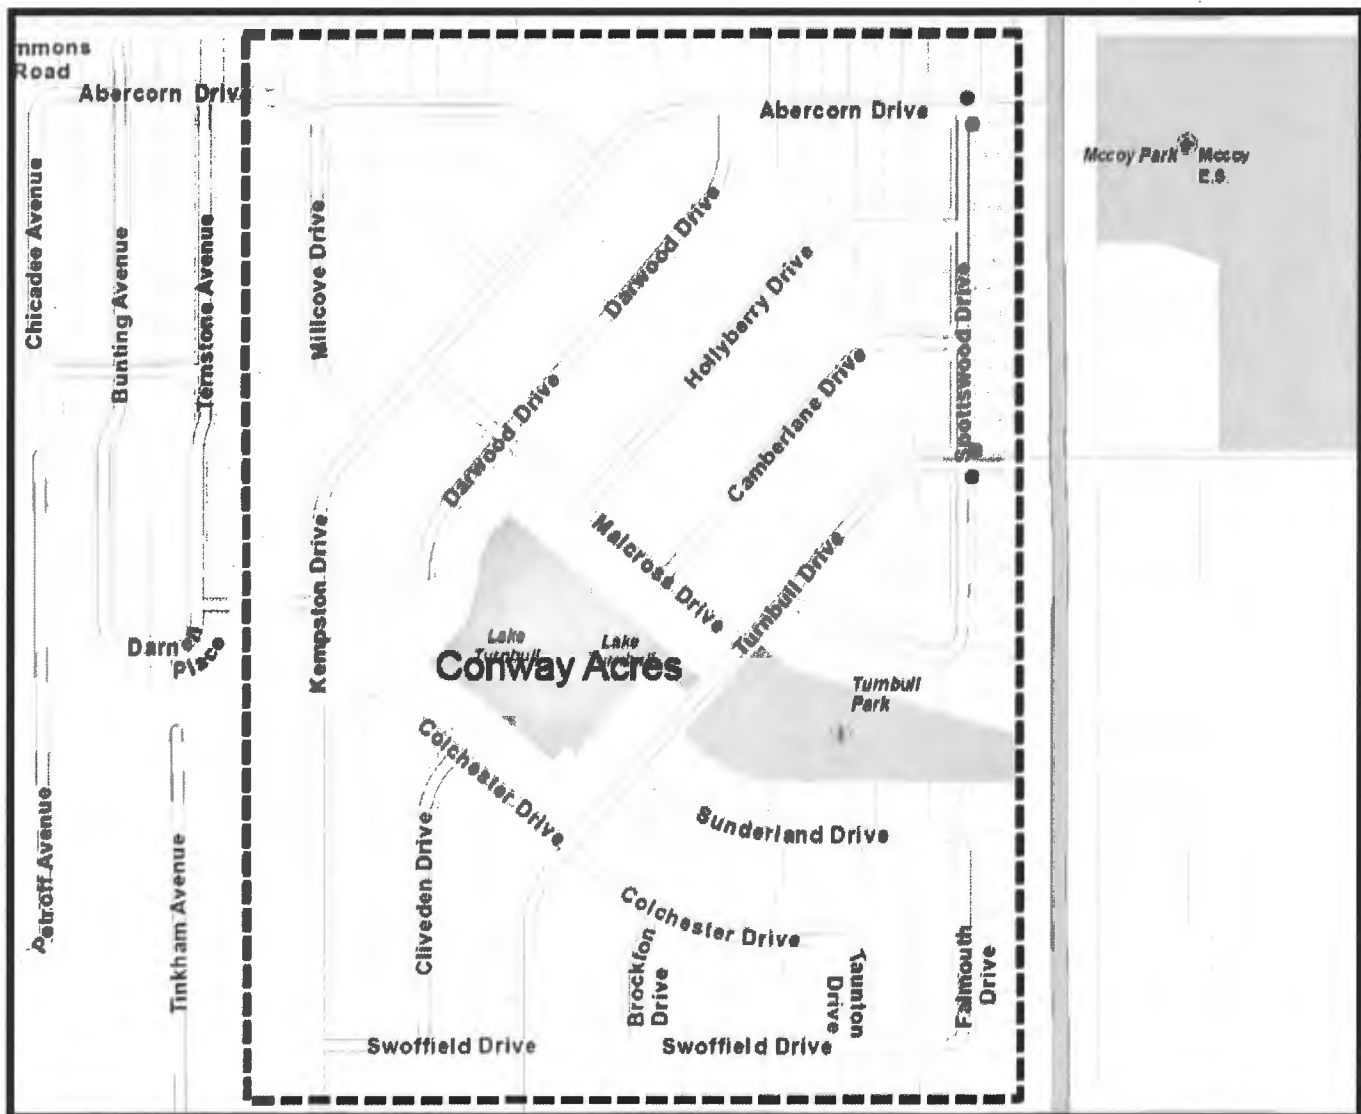 mmons
Road
Abercorn Drive
Abercorn Drive
Mccoy Park
Mccoy
E.S.
Chicadee Avenue
Bunting Avenue
Ternstone Avenue
Millcove Drive
Darwood Drive
Hollyberry Drive
Spottswood Drive
Darwood Drive
Camberlane Drive
Malcross Drive
Turnbull Drive
Kempston Drive
Darnell
Place
Lake
Turnbull
Lake
Conway Acres
Turnbull
Park
Colchester Drive
Petroff Avenue
Tinkham Avenue
Cliveden Drive
Sunderland Drive
Colchester Drive
Brockton
Drive
Taunton
Drive
Falmouth
Drive
Swoffield Drive
Swoffield Drive